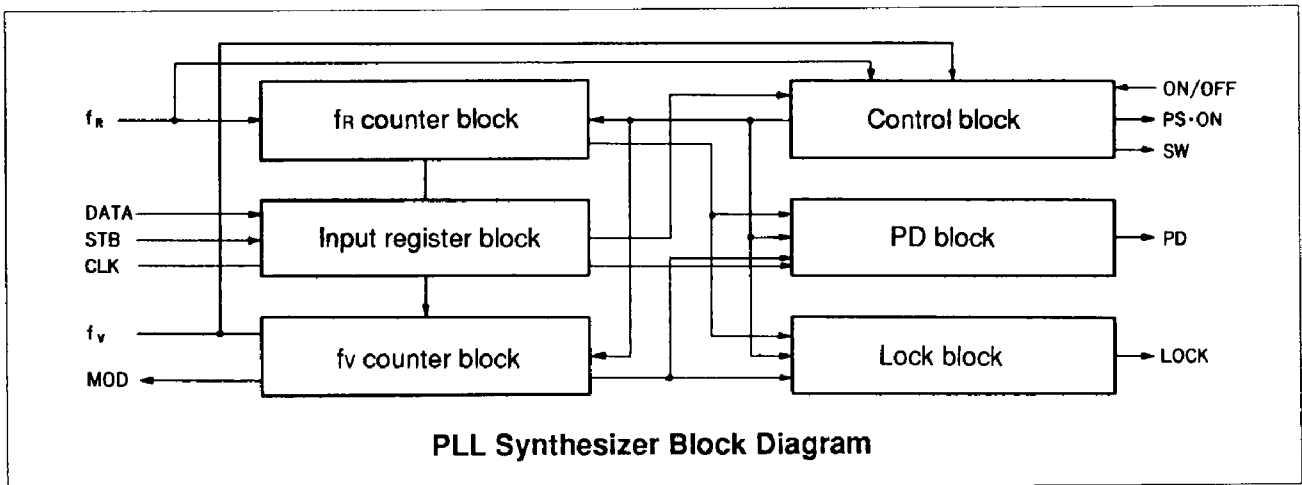 fR
DATA
STB
CLK
fv
MOD
fR counter block
Input register block
fv counter block
Control block
PD block
Lock block
ON/OFF
PS·ON
SW
PD
LOCK
PLL Synthesizer Block Diagram